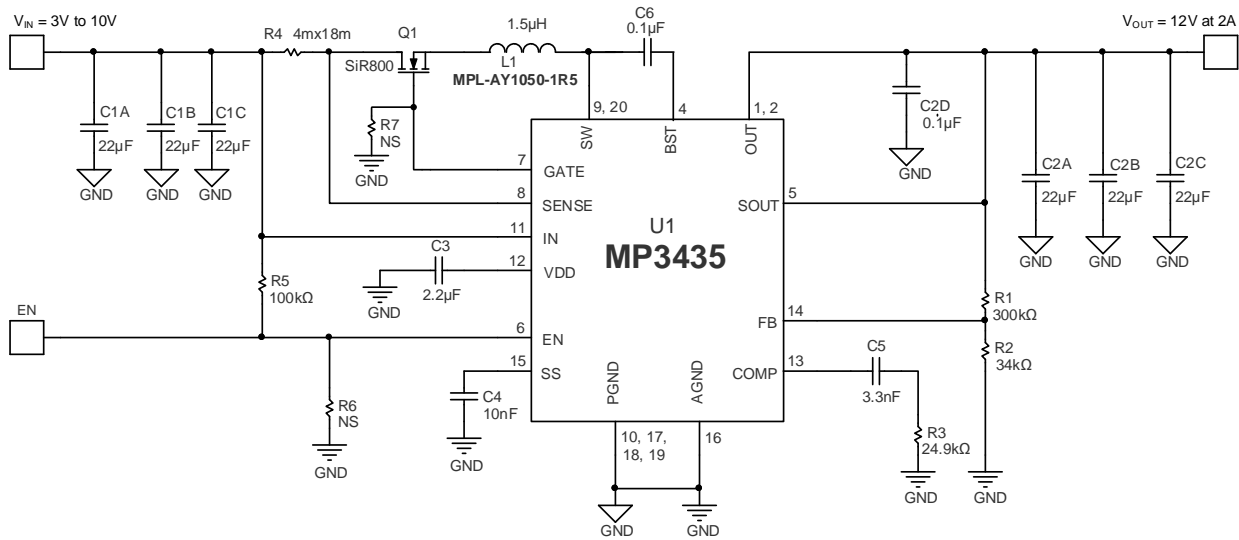 V_IN = 3V to 10V
R4 4mx18m
Q1
SiR800
1.5µH
L1
MPL-AY1050-1R5
C6
0.1µF
V_OUT = 12V at 2A
C1A
22µF
GND
C1B
22µF
GND
C1C
22µF
GND
R7
NS
GND
9, 20
SW
4
BST
1, 2
OUT
C2D
0.1µF
GND
C2A
22µF
GND
C2B
22µF
GND
C2C
22µF
GND
7
GATE
8
SENSE
11
IN
12
VDD
6
EN
15
SS
U1
MP3435
5
SOUT
14
FB
13
COMP
PGND
AGND
10, 17,
18, 19
16
GND
GND
C3
2.2µF
GND
R5
100kΩ
EN
R6
NS
GND
C4
10nF
GND
C5
3.3nF
R3
24.9kΩ
GND
R1
300kΩ
R2
34kΩ
GND